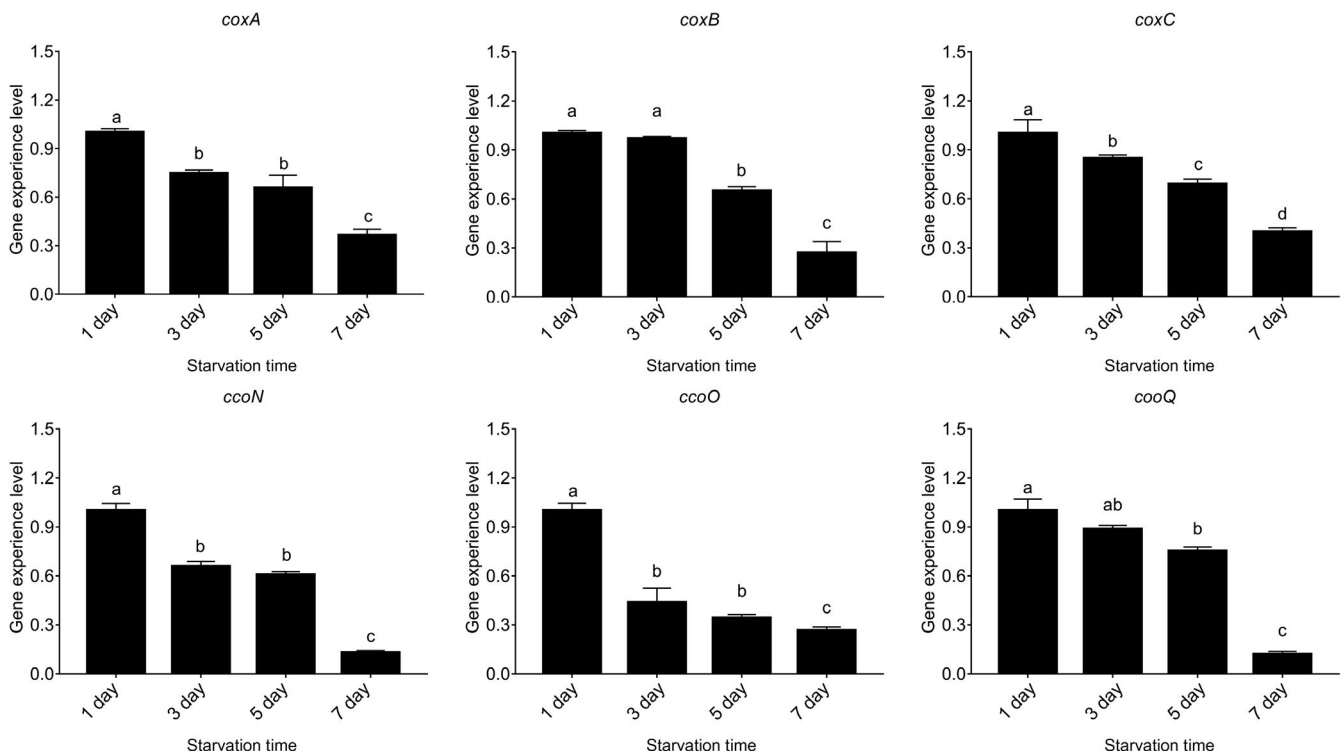 coxA
Gene experience level
1.5
1.2
0.9
0.6
0.3
0.0
a
b
b
c
1 day
3 day
5 day
7 day
Starvation time
coxB
Gene experience level
1.5
1.2
0.9
0.6
0.3
0.0
a
a
b
c
1 day
3 day
5 day
7 day
Starvation time
coxC
Gene experience level
1.5
1.2
0.9
0.6
0.3
0.0
a
b
c
d
1 day
3 day
5 day
7 day
Starvation time
ccoN
Gene experience level
1.5
1.2
0.9
0.6
0.3
0.0
a
b
b
c
1 day
3 day
5 day
7 day
Starvation time
ccoO
Gene experience level
1.5
1.2
0.9
0.6
0.3
0.0
a
b
b
c
1 day
3 day
5 day
7 day
Starvation time
cooQ
Gene experience level
1.5
1.2
0.9
0.6
0.3
0.0
a
ab
b
c
1 day
3 day
5 day
7 day
Starvation time